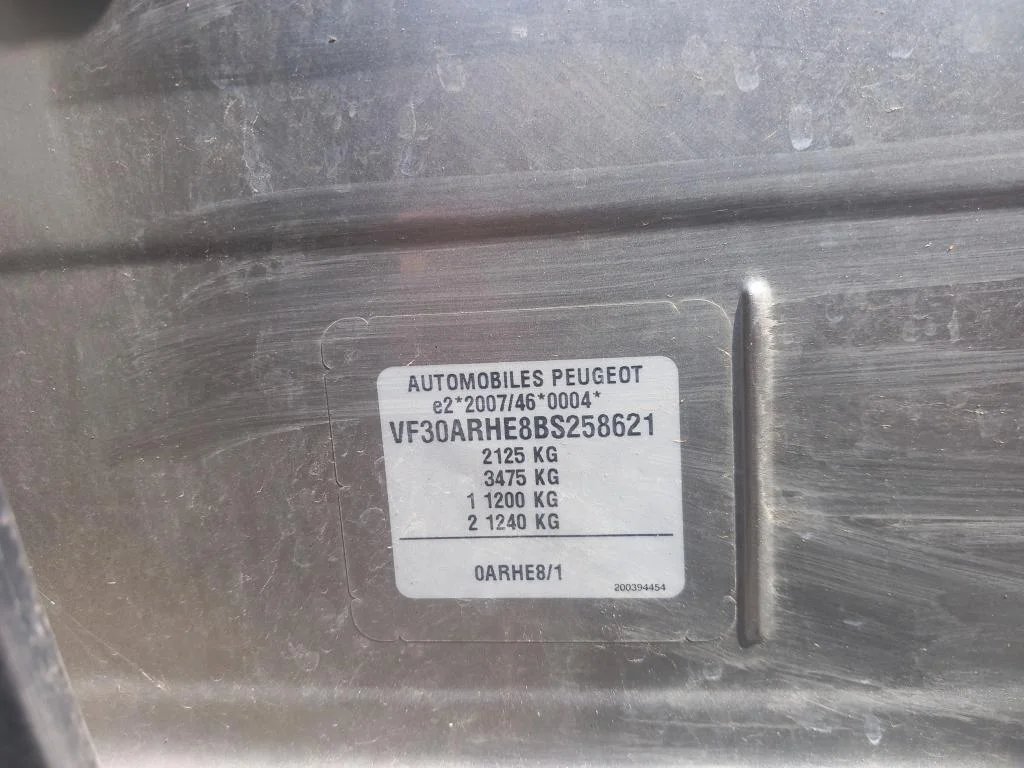 AUTOMOBILES PEUGEOT
e2*2007/46*0004*
VF30ARHE8BS258621
2125 KG
3475 KG
1 1200 KG
2 1240 KG
0ARHE8/1
200394454